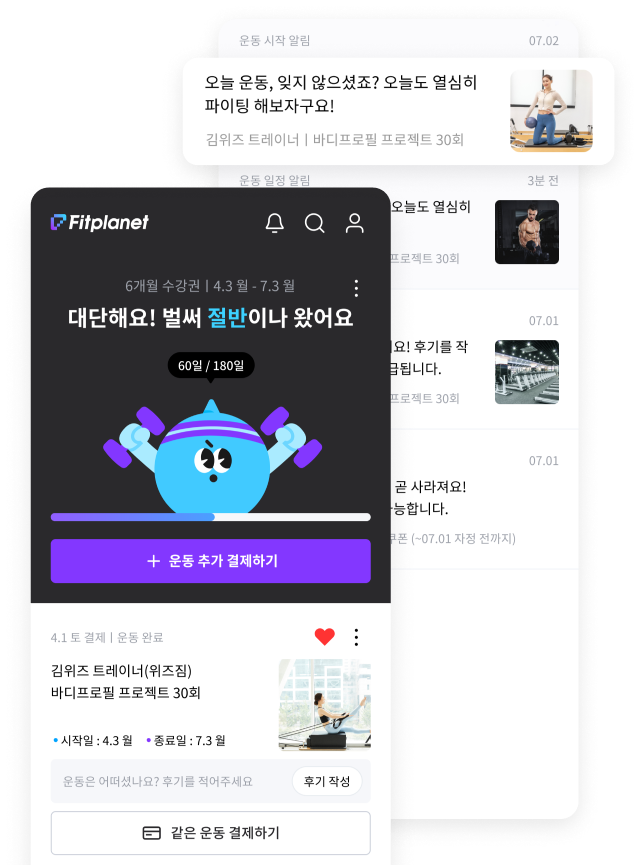 운동 시작 알림
07.02
오늘 운동, 잊지 않으셨죠? 오늘도 열심히
파이팅 해보자구요!
김위즈 트레이너 | 바디프로필 프로젝트 30회
운동 일정 알림
3분 전
오늘도 열심히
프로젝트 30회
07.01
요! 후기를 작
급됩니다.
프로젝트 30회
07.01
곧 사라져요!
가능합니다.
쿠폰 (~07.01 자정 전까지)
Fitplanet
6개월 수강권 | 4.3 월 - 7.3 월
대단해요! 벌써 절반이나 왔어요
60일 / 180일
+ 운동 추가 결제하기
4.1 토 결제 | 운동 완료
김위즈 트레이너(위즈짐)
바디프로필 프로젝트 30회
• 시작일 : 4.3 월 • 종료일 : 7.3 월
운동은 어떠셨나요? 후기를 적어주세요
후기 작성
같은 운동 결제하기